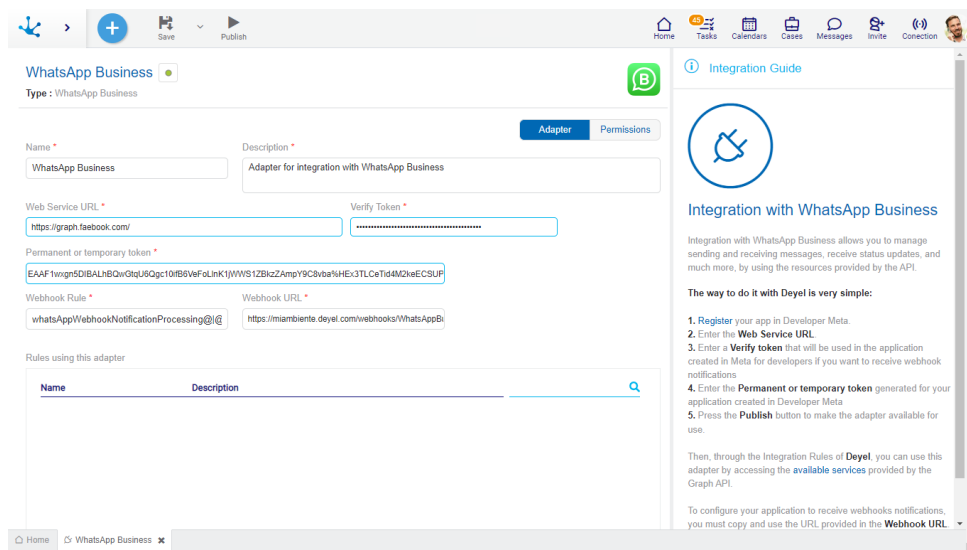 Save
Publish
Home
45
Tasks
Calendars
Cases
Messages
Invite
Conection
WhatsApp Business
Type : WhatsApp Business
Adapter
Permissions
Name *
Description *
WhatsApp Business
Adapter for integration with WhatsApp Business
Web Service URL *
Verify Token *
https://graph.faebook.com/
Permanent or temporary token *
Webhook Rule *
Webhook URL *
whatsAppWebhookNotificationProcessing@|@
https://miambiente.deyel.com/webhooks/WhatsAppBu
Rules using this adapter
Name
Description
Integration Guide
Integration with WhatsApp Business
Integration with WhatsApp Business allows you to manage
sending and receiving messages, receive status updates, and
much more, by using the resources provided by the API.
The way to do it with Deyel is very simple:
1. Register your app in Developer Meta.
2. Enter the Web Service URL.
3. Enter a Verify token that will be used in the application
created in Meta for developers if you want to receive webhook
notifications
4. Enter the Permanent or temporary token generated for your
application created in Developer Meta
5. Press the Publish button to make the adapter available for
use.
Then, through the Integration Rules of Deyel, you can use this
adapter by accessing the available services provided by the
Graph API.
To configure your application to receive webhooks notifications,
you must copy and use the URL provided in the Webhook URL.
Home
WhatsApp Business